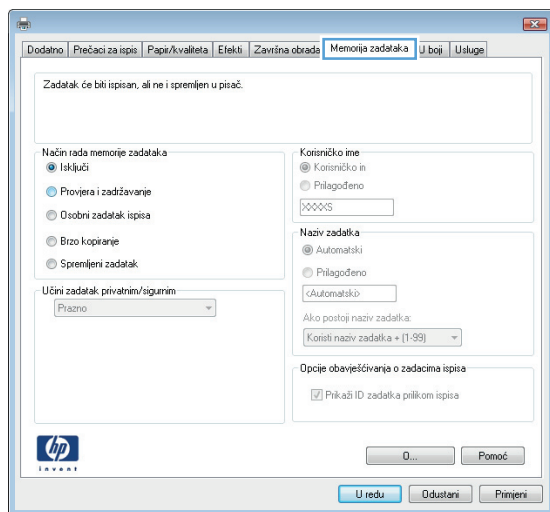 Dodatno Prečaci za ispis Papir/kvaliteta Efekti Završna obrada Memorija zadataka U boji Usluge
Zadatak će biti ispisan, ali ne i spremljen u pisač.
Način rada memorije zadataka
Isključi
Provjera i zadržavanje
Osobni zadatak ispisa
Brzo kopiranje
Spremljeni zadatak
Učini zadatak privatnim/sigurnim
Prazno
Korisničko ime
Korisničko in
Prilagođeno
XXXXS
Naziv zadatka
Automatski
Prilagođeno
<Automatski>
Ako postoji naziv zadatka:
Koristi naziv zadatka + (1-99)
Opcije obavješćivanja o zadacima ispisa
Prikaži ID zadatka prilikom ispisa
hp
invent
O... Pomoć
U redu Odustani Primijeni